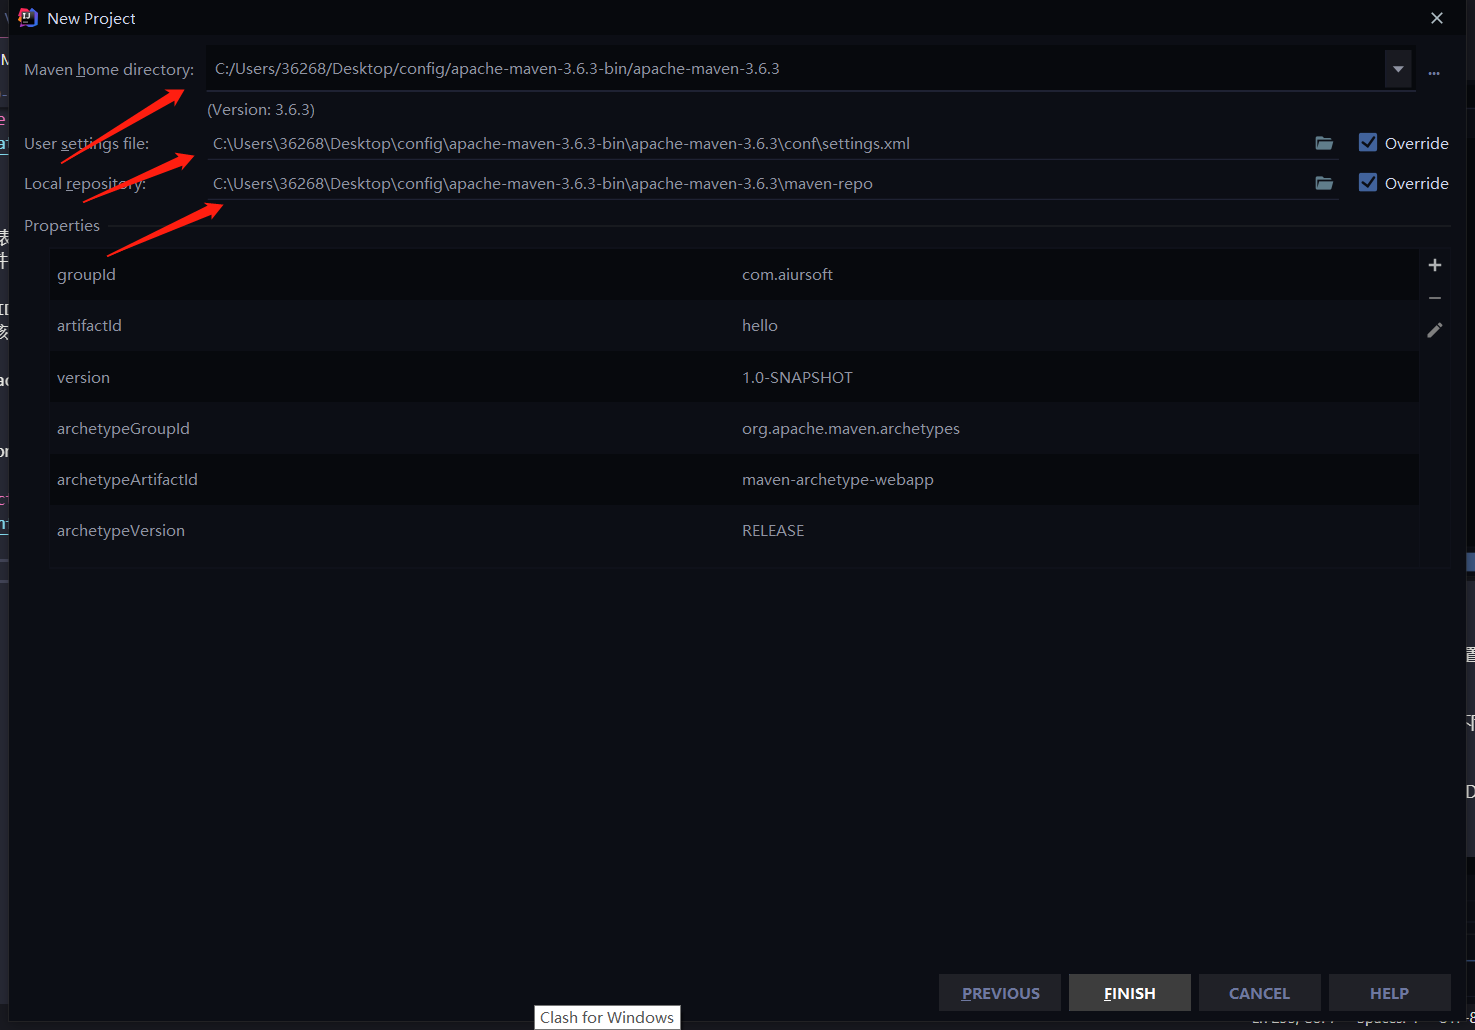 New Project
Maven home directory: C:/Users/36268/Desktop/config/apache-maven-3.6.3-bin/apache-maven-3.6.3
(Version: 3.6.3)
User settings file: C:\Users\36268\Desktop\config\apache-maven-3.6.3-bin\apache-maven-3.6.3\conf\settings.xml Override
Local repository: C:\Users\36268\Desktop\config\apache-maven-3.6.3-bin\apache-maven-3.6.3\maven-repo Override
Properties
groupId com.aiursoft
artifactId hello
version 1.0-SNAPSHOT
archetypeGroupId org.apache.maven.archetypes
archetypeArtifactId maven-archetype-webapp
archetypeVersion RELEASE
PREVIOUS FINISH CANCEL HELP
Clash for Windows